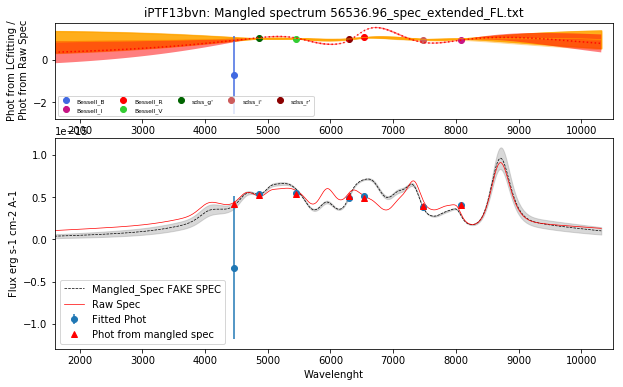 iPTF13bvn: Mangled spectrum 56536.96_spec_extended_FL.txt
Phot from LCfitting /
Phot from Raw Spec
0
−2
Bessell_B
Bessell_I
Bessell_R
Bessell_V
sdss_g'
sdss_i'
sdss_r'
2000 3000 4000 5000 6000 7000 8000 9000 10000
Flux erg s-1 cm-2 A-1
1.0
0.5
0.0
−0.5
−1.0
Mangled_Spec FAKE SPEC
Raw Spec
Fitted Phot
Phot from mangled spec
2000 3000 4000 5000 6000 7000 8000 9000 10000
Wavelenght